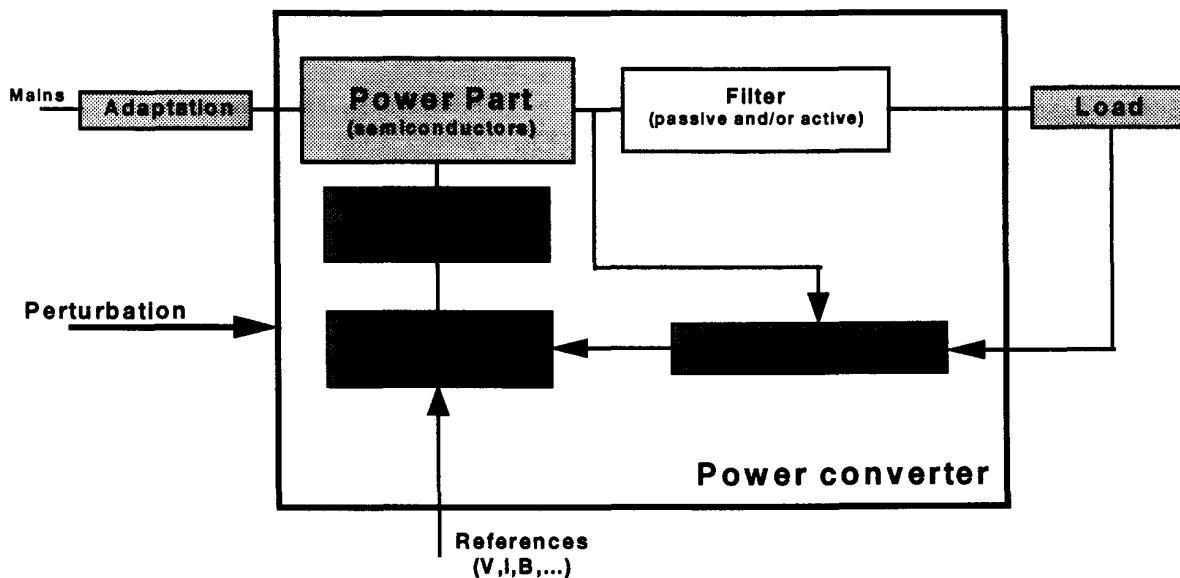 Mains
Adaptation
Power Part
(semiconductors)
Filter
(passive and/or active)
Load
Perturbation
Power converter
References
(V,I,B,...)